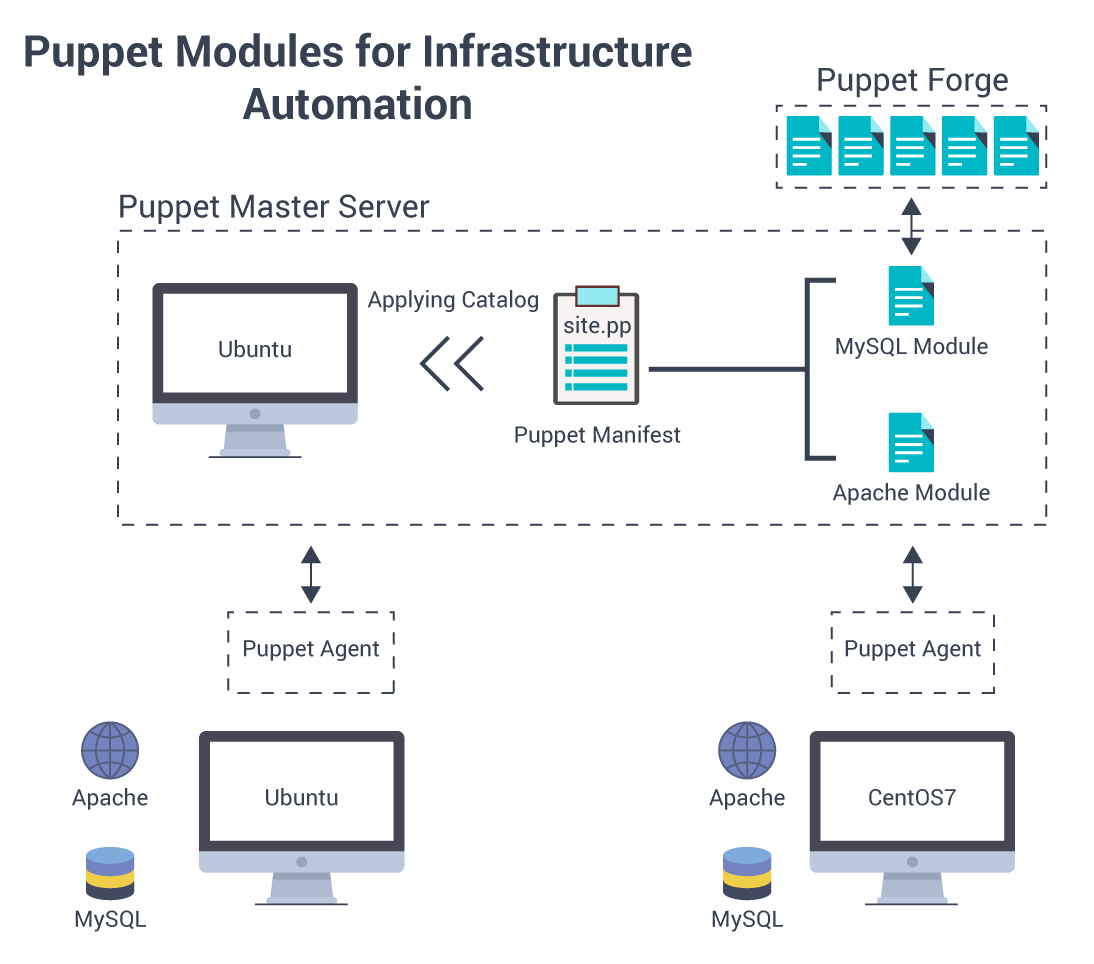 Puppet Modules for Infrastructure
Automation
Puppet Forge
Puppet Master Server
Applying Catalog
site.pp
Ubuntu
MySQL Module
Puppet Manifest
Apache Module
Puppet Agent
Puppet Agent
Apache
Ubuntu
MySQL
Apache
CentOS7
MySQL